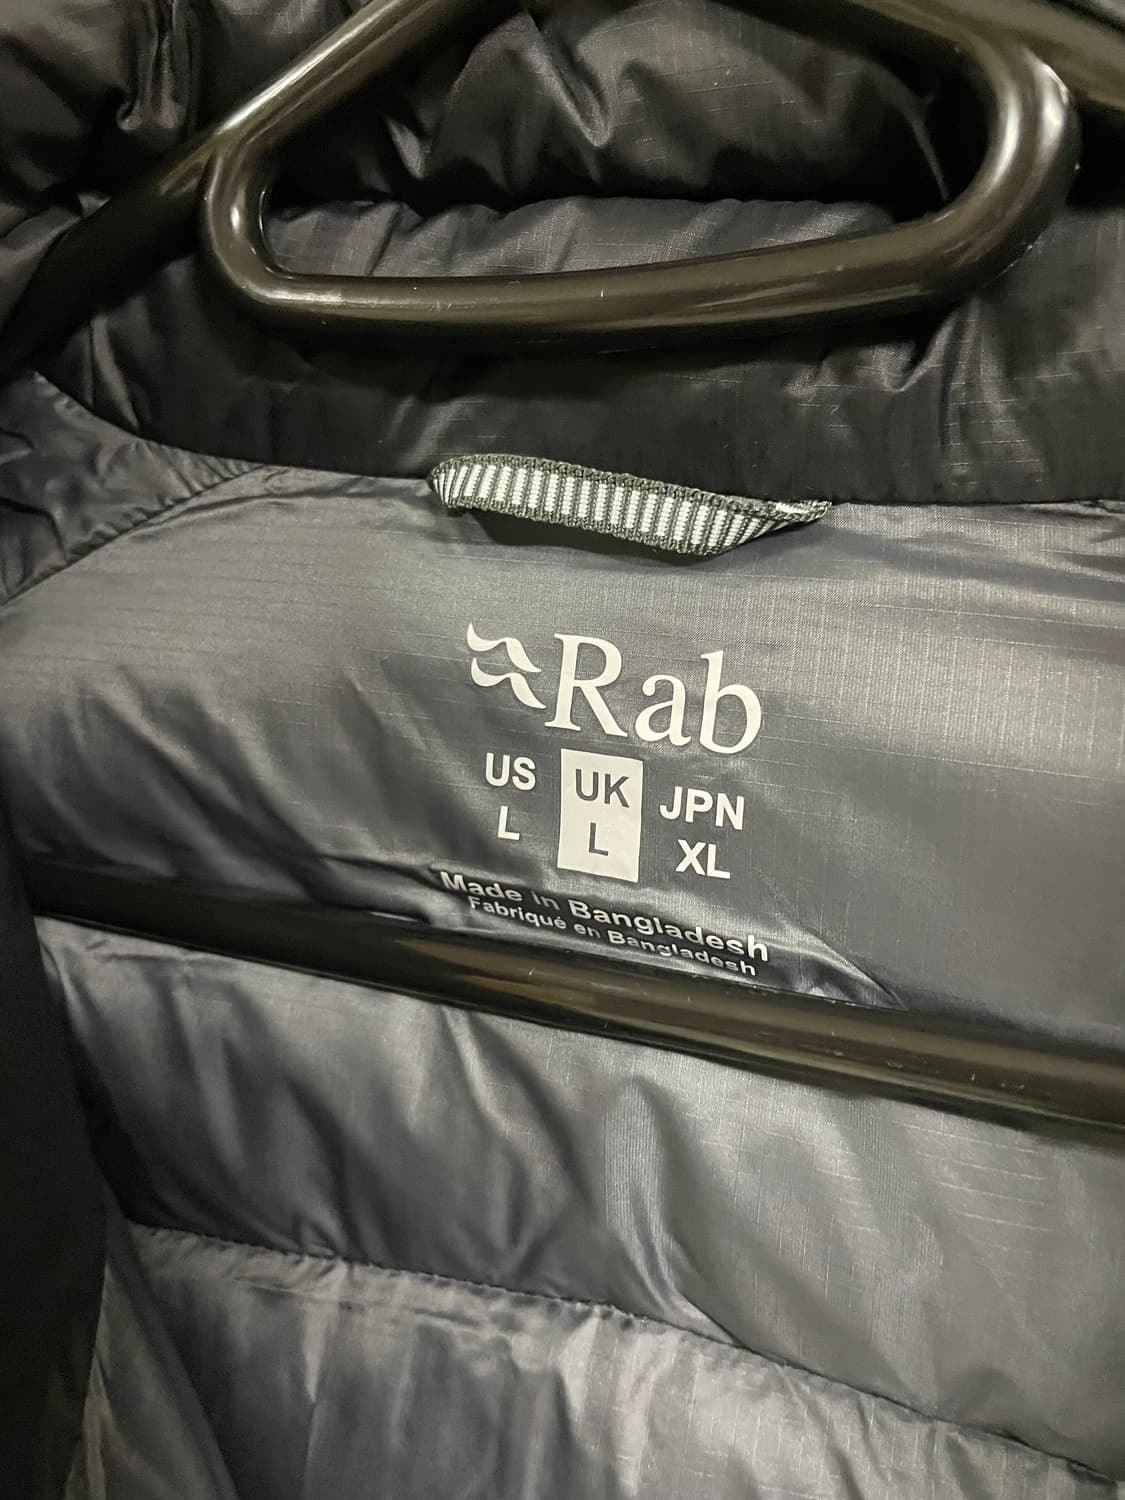 Rab
US UK JPN
L L XL
Made in Bangladesh
Fabriqué en Bangladesh